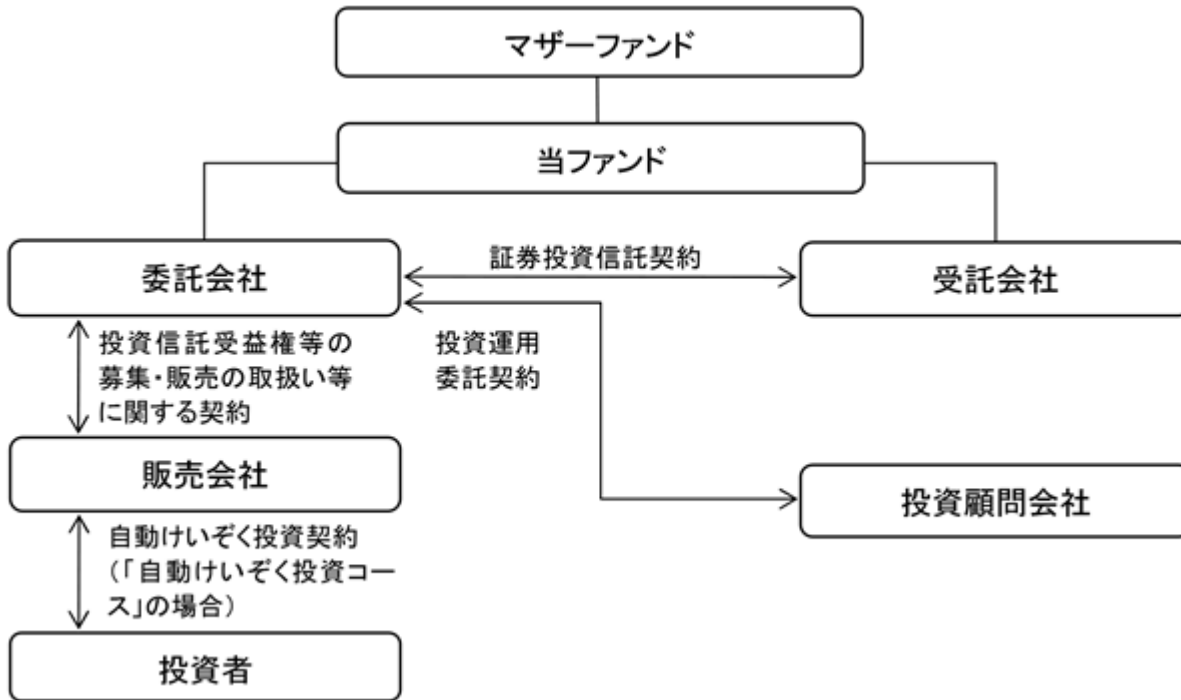 マザーファンド
当ファンド
委託会社
証券投資信託契約
受託会社
投資信託受益権等の
募集・販売の取扱い等
に関する契約
投資運用
委託契約
販売会社
投資顧問会社
自動けいぞく投資契約
(「自動けいぞく投資コー
ス」の場合)
投資者